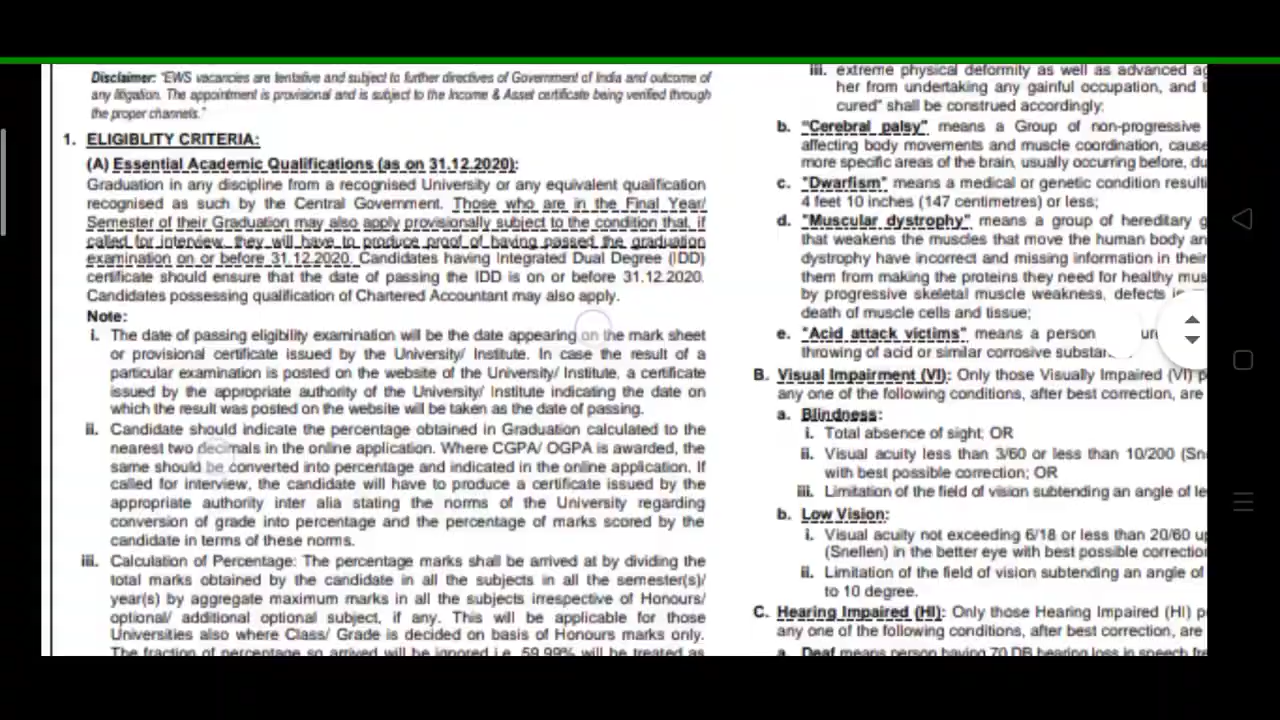 Disclaimer: "EWS vacancies are tentative and subject to further directives of Government of India and outcome of
any litigation. The appointment is provisional and is subject to the Income & Asset certificate being verified through
the proper channels."
1. ELIGIBLITY CRITERIA:
(A) Essential Academic Qualifications (as on 31.12.2020):
Graduation in any discipline from a recognised University or any equivalent qualification
recognised as such by the Central Government. Those who are in the Final Year/
Semester of their Graduation may also apply provisionally subject to the condition that, if
called for interview, they will have to produce proof of having passed the graduation
examination on or before 31.12.2020. Candidates having Integrated Dual Degree (IDD)
certificate should ensure that the date of passing the IDD is on or before 31.12.2020.
Candidates possessing qualification of Chartered Accountant may also apply.
Note:
i. The date of passing eligibility examination will be the date appearing on the mark sheet
or provisional certificate issued by the University/ Institute. In case the result of a
particular examination is posted on the website of the University/ Institute, a certificate
issued by the appropriate authority of the University/ Institute indicating the date on
which the result was posted on the website will be taken as the date of passing.
ii. Candidate should indicate the percentage obtained in Graduation calculated to the
nearest two decimals in the online application. Where CGPA/ OGPA is awarded, the
same should be converted into percentage and indicated in the online application. If
called for interview, the candidate will have to produce a certificate issued by the
appropriate authority inter alia stating the norms of the University regarding
conversion of grade into percentage and the percentage of marks scored by the
candidate in terms of these norms.
iii. Calculation of Percentage: The percentage marks shall be arrived at by dividing the
total marks obtained by the candidate in all the subjects in all the semester(s)/
year(s) by aggregate maximum marks in all the subjects irrespective of Honours/
optional/ additional optional subject, if any. This will be applicable for those
Universities also where Class/ Grade is decided on basis of Honours marks only.
The fraction of percentage so arrived will be ignored i.e. 59.99% will be treated as
iii. extreme physical deformity as well as advanced
her from undertaking any gainful occupation, and
cured" shall be construed accordingly;
b. "Cerebral palsy" means a Group of non-progressive
affecting body movements and muscle coordination,
more specific areas of the brain, usually occurring before,
c. "Dwarfism" means a medical or genetic condition
4 feet 10 inches (147 centimetres) or less;
d. "Muscular dystrophy" means a group of hereditary
that weakens the muscles that move the human body
dystrophy have incorrect and missing information in their
them from making the proteins they need for healthy
by progressive skeletal muscle weakness, defects
death of muscle cells and tissue;
e. "Acid attack victims" means a person
throwing of acid or similar corrosive
B. Visual Impairment (VI): Only those Visually Impaired (VI)
any one of the following conditions, after best correction, are
a. Blindness:
i. Total absence of sight; OR
ii. Visual acuity less than 3/60 or less than 10/200
with best possible correction; OR
iii. Limitation of the field of vision subtending an angle of
b. Low Vision:
i. Visual acuity not exceeding 6/18 or less than 20/60
(Snellen) in the better eye with best possible
ii. Limitation of the field of vision subtending an angle of
to 10 degree.
C. Hearing Impaired (HI): Only those Hearing Impaired (HI)
any one of the following conditions, after best correction, are
a. Deaf means person having 70 DB hearing loss in speech